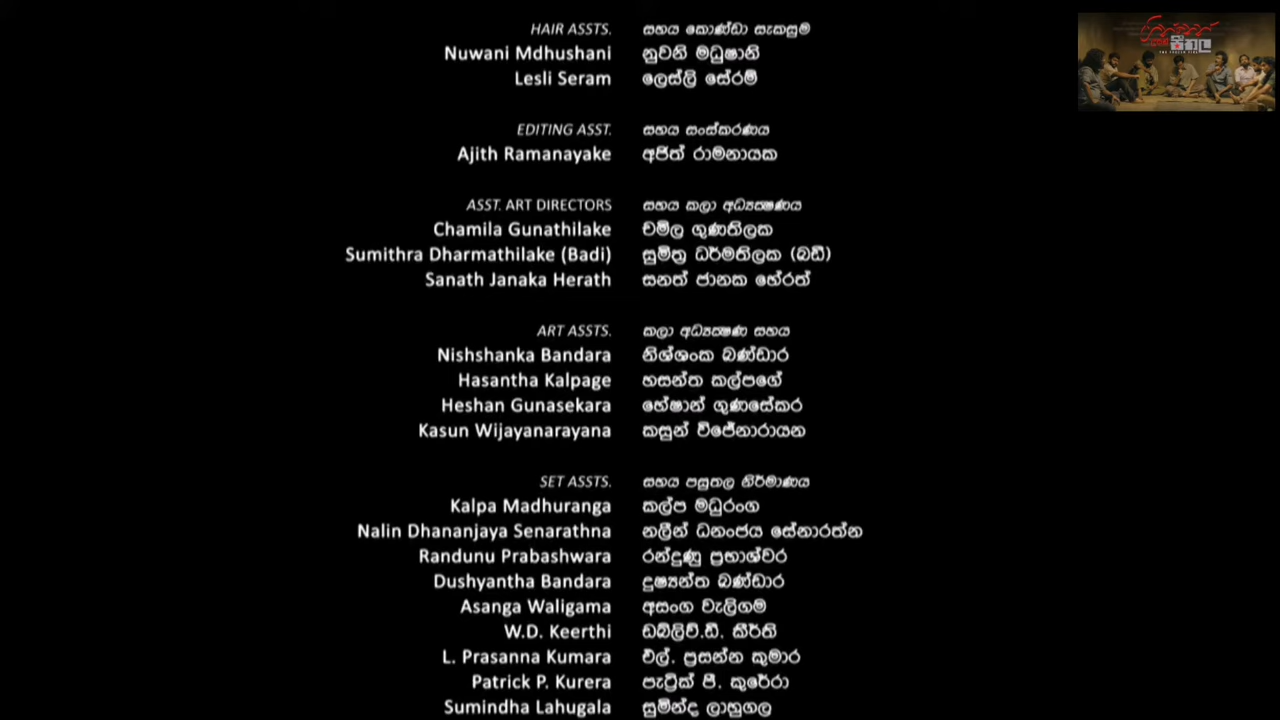 HAIR ASSTS. සහය කොණ්ඩා සැකසුම
Nuwani Mdhushani නුවනි මධුෂානි
Lesli Seram ලෙස්ලි සේරම්
EDITING ASST. සහය සංස්කරණය
Ajith Ramanayake අජිත් රාමනායක
ASST. ART DIRECTORS සහය කලා අධ්‍යක්ෂණය
Chamila Gunathilake චමිල ගුණතිලක
Sumithra Dharmathilake (Badi) සුමිත්‍ර ධර්මතිලක (බඩී)
Sanath Janaka Herath සනත් ජානක හේරත්
ART ASSTS. කලා අධ්‍යක්ෂණ සහය
Nishshanka Bandara නිශ්ශංක බණ්ඩාර
Hasantha Kalpage හසන්ත කල්පගේ
Heshan Gunasekara හේෂාන් ගුණසේකර
Kasun Wijayanarayana කසුන් විජේනාරායන
SET ASSTS. සහය පසුතල නිර්මාණය
Kalpa Madhuranga කල්ප මධුරංග
Nalin Dhananjaya Senarathna නලීන් ධනංජය සේනාරත්න
Randunu Prabashwara රන්දුණු ප්‍රභාශ්වර
Dushyantha Bandara දුෂ්‍යන්ත බණ්ඩාර
Asanga Waligama අසංග වැලිගම
W.D. Keerthi ඩබ්ලිව්.ඩී. කීර්ති
L. Prasanna Kumara එල්. ප්‍රසන්න කුමාර
Patrick P. Kurera පැට්‍රික් පී. කුරේරා
Sumindha Lahugala සුමින්ද ලාහුගල